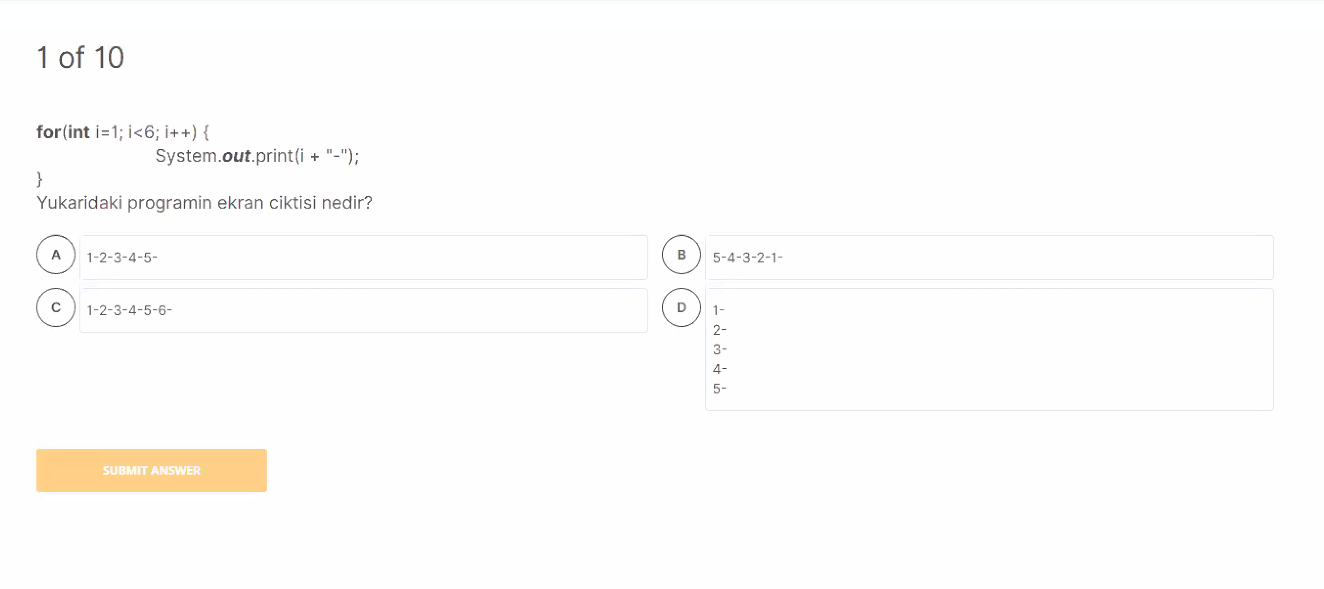 1 of 10
for(int i=1; i<6; i++) {
System.out.print(i + "-");
}
Yukaridaki programin ekran ciktisi nedir?
A 1-2-3-4-5-
B 5-4-3-2-1-
C 1-2-3-4-5-6-
D 1-
2-
3-
4-
5-
SUBMIT ANSWER